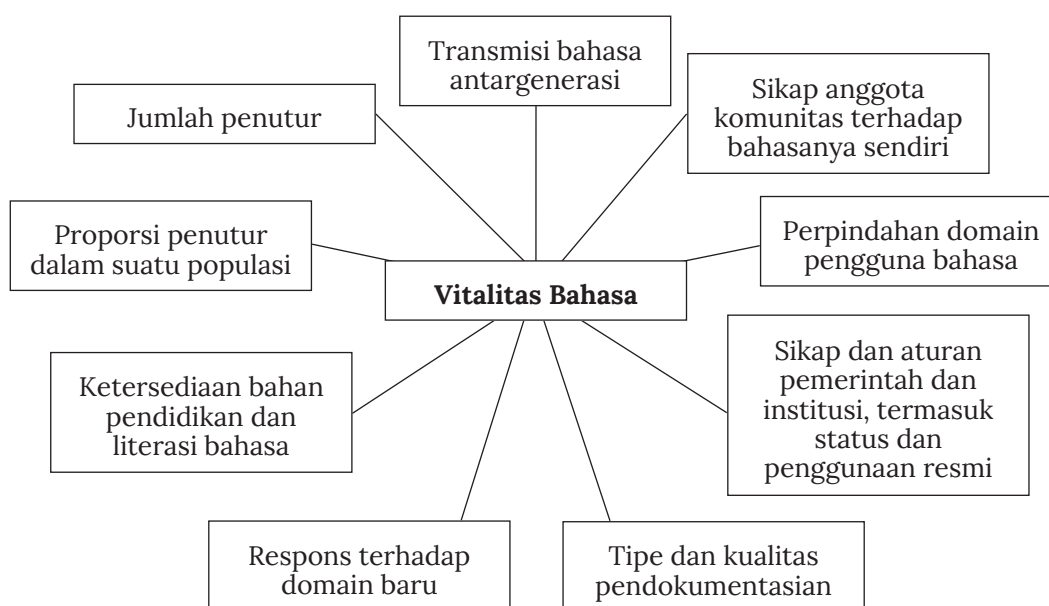 Transmisi bahasa
antargenerasi
Jumlah penutur
Sikap anggota
komunitas terhadap
bahasanya sendiri
Proporsi penutur
dalam suatu populasi
Perpindahan domain
pengguna bahasa
Vitalitas Bahasa
Ketersediaan bahan
pendidikan dan
literasi bahasa
Sikap dan aturan
pemerintah dan
institusi, termasuk
status dan
penggunaan resmi
Respons terhadap
domain baru
Tipe dan kualitas
pendokumentasian